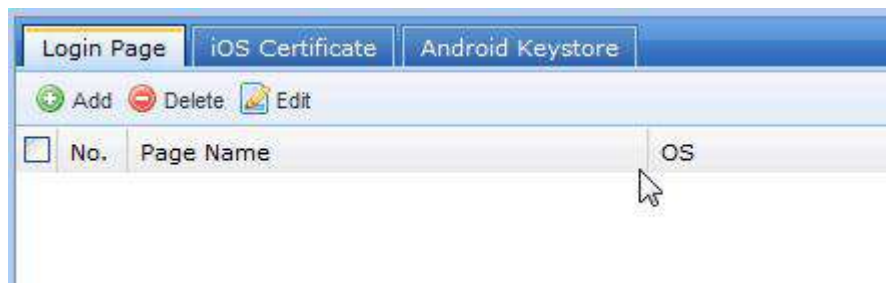 Login Page iOS Certificate Android Keystore
Add Delete Edit
No. Page Name OS